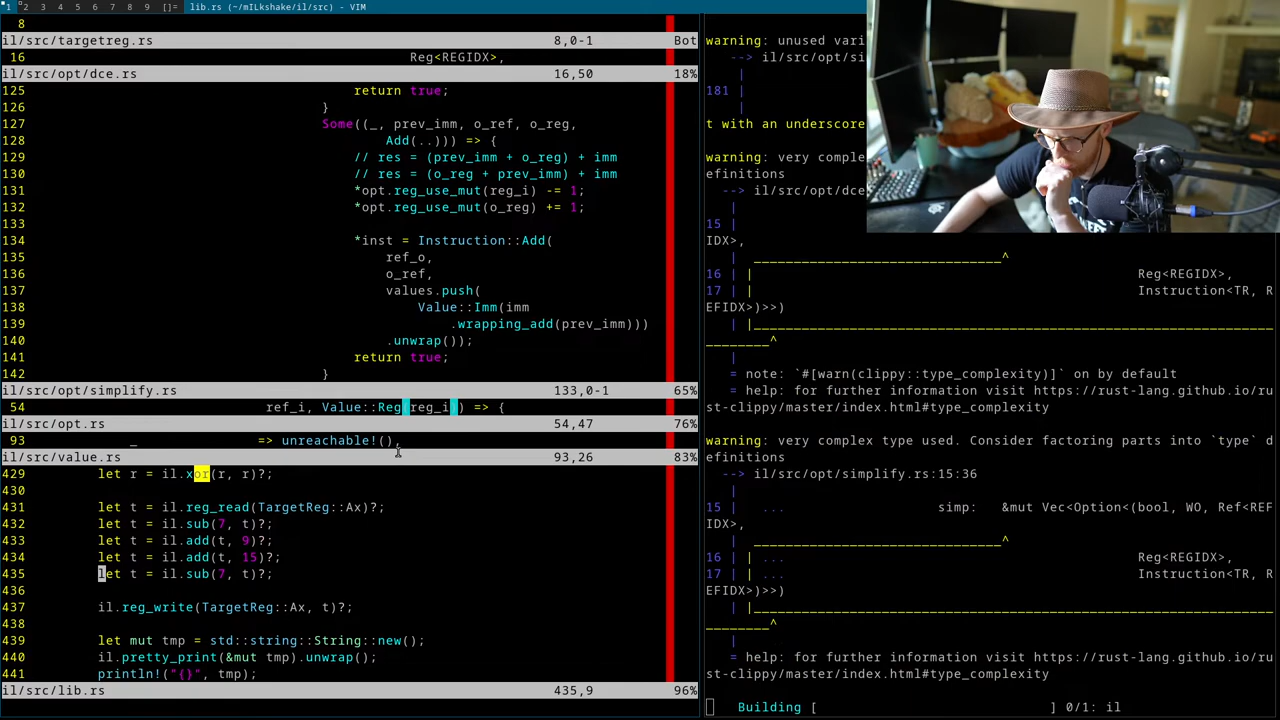 1 2 3 4 5 6 7 8 9 []= lib.rs (~/mILkshake/il/src) - VIM
8
il/src/targetreg.rs 8,0-1 Bot
16 Reg<REGIDX>,
il/src/opt/dce.rs 16,50 18%
125 return true;
126 }
127 Some((_, prev_imm, o_ref, o_reg,
128 Add(..))) => {
129 // res = (prev_imm + o_reg) + imm
130 // res = (o_reg + prev_imm) + imm
131 *opt.reg_use_mut(reg_i) -= 1;
132 *opt.reg_use_mut(o_reg) += 1;
133
134 *inst = Instruction::Add(
135 ref_o,
136 o_ref,
137 values.push(
138 Value::Imm(imm
139 .wrapping_add(prev_imm)))
140 .unwrap());
141 return true;
142 }
il/src/opt/simplify.rs 133,0-1 65%
54 ref_i, Value::Reg(reg_i)) => {
il/src/opt.rs 54,47 76%
93 _ => unreachable!(),
il/src/value.rs 93,26 83%
429 let r = il.xor(r, r)?;
430
431 let t = il.reg_read(TargetReg::Ax)?;
432 let t = il.sub(7, t)?;
433 let t = il.add(t, 9)?;
434 let t = il.add(t, 15)?;
435 let t = il.sub(7, t)?;
436
437 il.reg_write(TargetReg::Ax, t)?;
438
439 let mut tmp = std::string::String::new();
440 il.pretty_print(&mut tmp).unwrap();
441 println!("{}", tmp);
il/src/lib.rs 435,9 96%
warning: unused vari
--> il/src/opt/si
|
181 |
|
t with an underscore
warning: very comple
efinitions
--> il/src/opt/dce
|
15 |
IDX>,
| ______________________________^
16 | | Reg<REGIDX>,
17 | | Instruction<TR, R
EFIDX>)>>)
| |_________________________________________________________________
________^
|
= note: `#[warn(clippy::type_complexity)]` on by default
= help: for further information visit https://rust-lang.github.io/ru
st-clippy/master/index.html#type_complexity
warning: very complex type used. Consider factoring parts into `type` d
efinitions
--> il/src/opt/simplify.rs:15:36
|
15 | ... simp: &mut Vec<Option<(bool, WO, Ref<REF
IDX>,
| ______________________________^
16 | | ... Reg<REGIDX>,
17 | | ... Instruction<TR, R
EFIDX>)>>)
| |_________________________________________________________________
________^
|
= help: for further information visit https://rust-lang.github.io/ru
st-clippy/master/index.html#type_complexity
Building [ ] 0/1: il